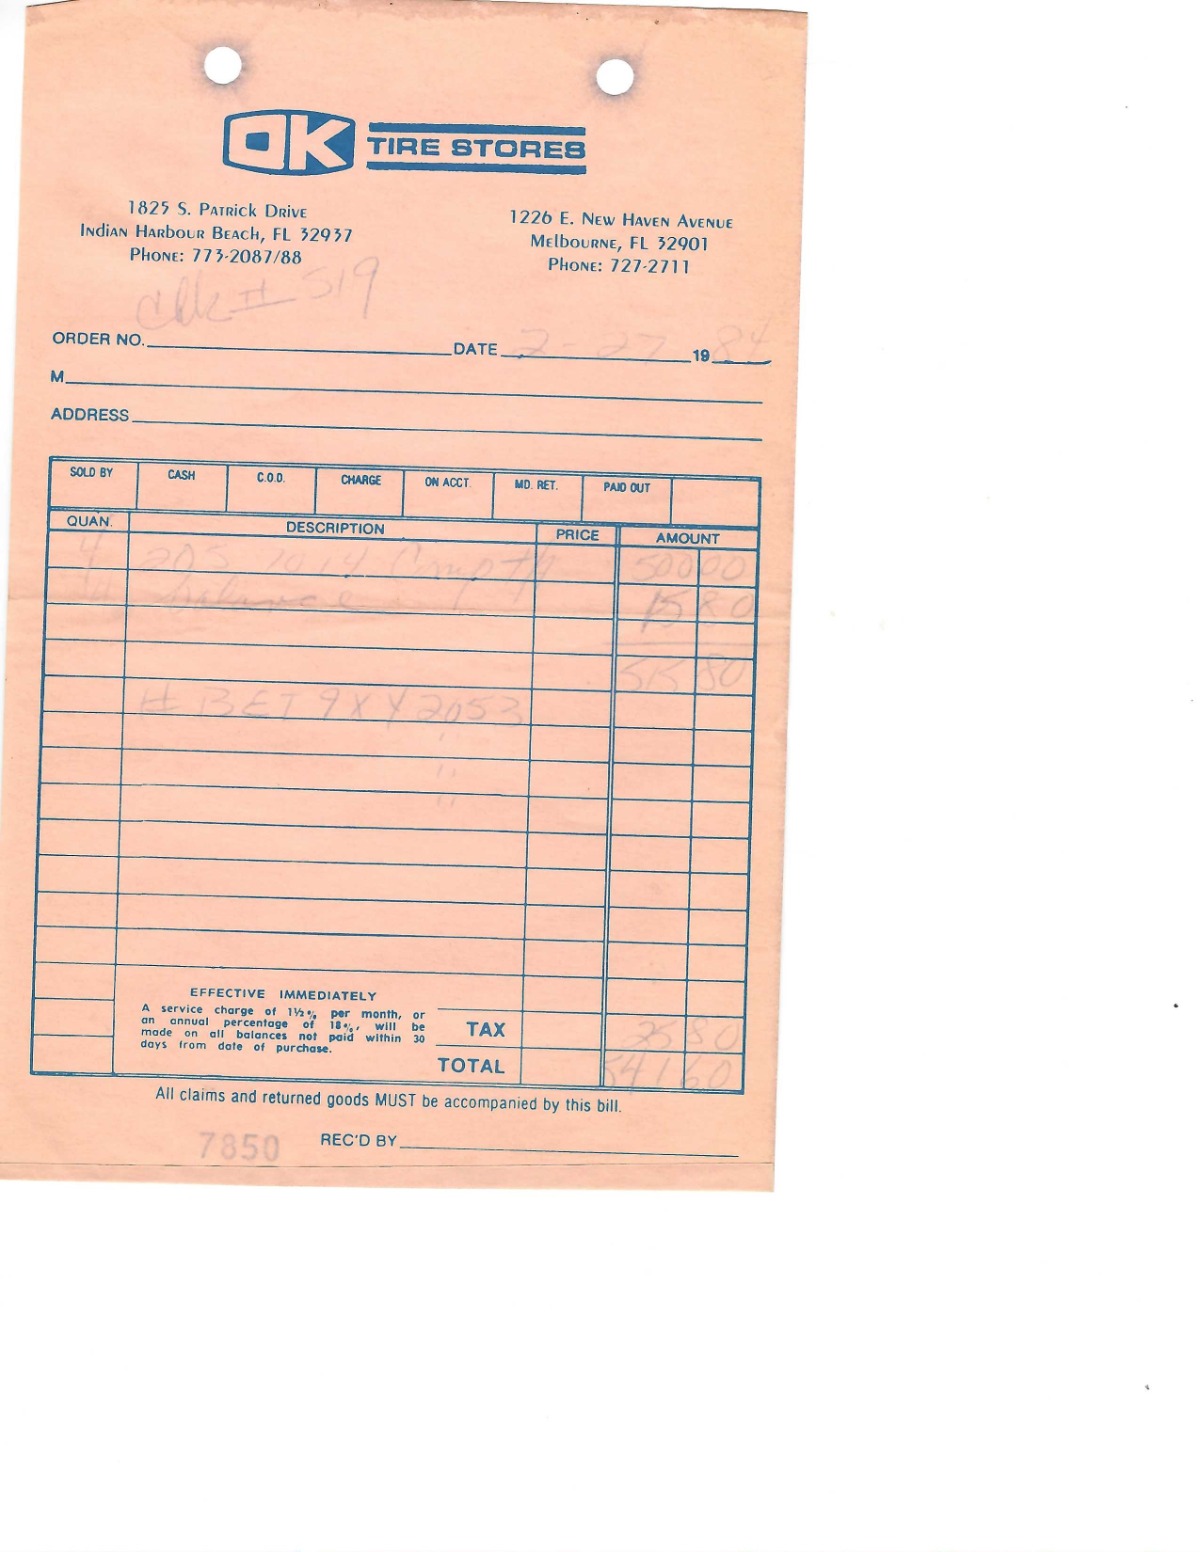 OK TIRE STORES
1825 S. PATRICK DRIVE
INDIAN HARBOUR BEACH, FL 32937
PHONE: 773-2087/88
1226 E. NEW HAVEN AVENUE
MELBOURNE, FL 32901
PHONE: 727-2711
Chk # 519
ORDER NO. DATE 2-27 1984
M
ADDRESS
SOLD BY CASH C.O.D. CHARGE ON ACCT. MD. RET. PAID OUT
QUAN. DESCRIPTION PRICE AMOUNT
4 205 14 Comp 500 00
balance 15 80
515 80
# BET 9XY 2053
"
"
"
EFFECTIVE IMMEDIATELY
A service charge of 1½%, per month, or
an annual percentage of 18%, will be
made on all balances not paid within 30
days from date of purchase.
TAX 25 80
TOTAL 541 60
All claims and returned goods MUST be accompanied by this bill.
7850 REC'D BY